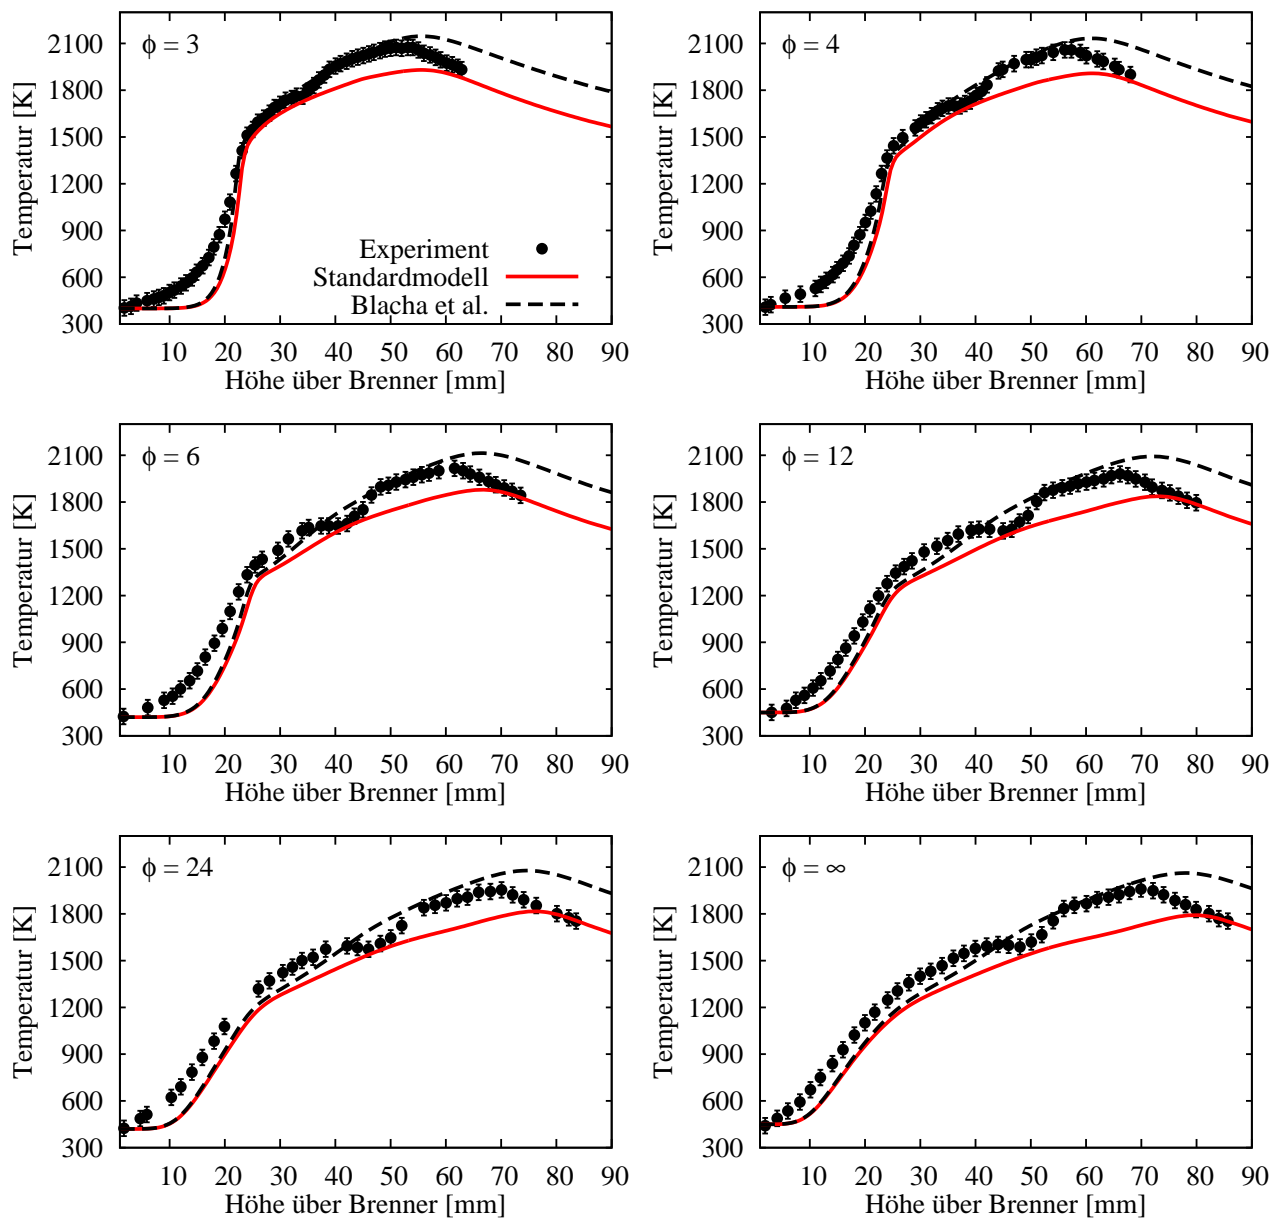 ϕ = 3
Temperatur [K]
2100
1800
1500
1200
900
600
300
Experiment
Standardmodell
Blacha et al.
10 20 30 40 50 60 70 80 90
Höhe über Brenner [mm]
ϕ = 4
Temperatur [K]
2100
1800
1500
1200
900
600
300
10 20 30 40 50 60 70 80 90
Höhe über Brenner [mm]
ϕ = 6
Temperatur [K]
2100
1800
1500
1200
900
600
300
10 20 30 40 50 60 70 80 90
Höhe über Brenner [mm]
ϕ = 12
Temperatur [K]
2100
1800
1500
1200
900
600
300
10 20 30 40 50 60 70 80 90
Höhe über Brenner [mm]
ϕ = 24
Temperatur [K]
2100
1800
1500
1200
900
600
300
10 20 30 40 50 60 70 80 90
Höhe über Brenner [mm]
ϕ = ∞
Temperatur [K]
2100
1800
1500
1200
900
600
300
10 20 30 40 50 60 70 80 90
Höhe über Brenner [mm]